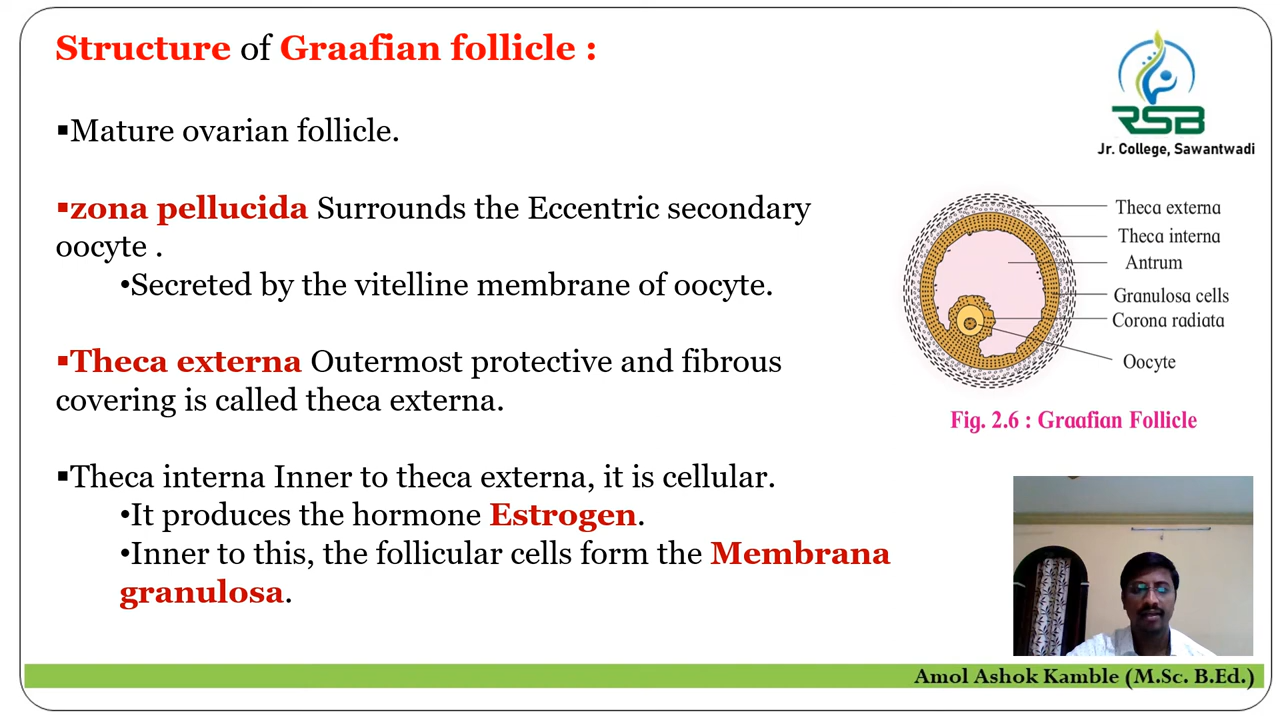 Structure of Graafian follicle :
▪Mature ovarian follicle.
▪zona pellucida Surrounds the Eccentric secondary
oocyte .
•Secreted by the vitelline membrane of oocyte.
▪Theca externa Outermost protective and fibrous
covering is called theca externa.
▪Theca interna Inner to theca externa, it is cellular.
•It produces the hormone Estrogen.
•Inner to this, the follicular cells form the Membrana
granulosa.
RSB
Jr. College, Sawantwadi
Theca externa
Theca interna
Antrum
Granulosa cells
Corona radiata
Oocyte
Fig. 2.6 : Graafian Follicle
Amol Ashok Kamble (M.Sc. B.Ed.)